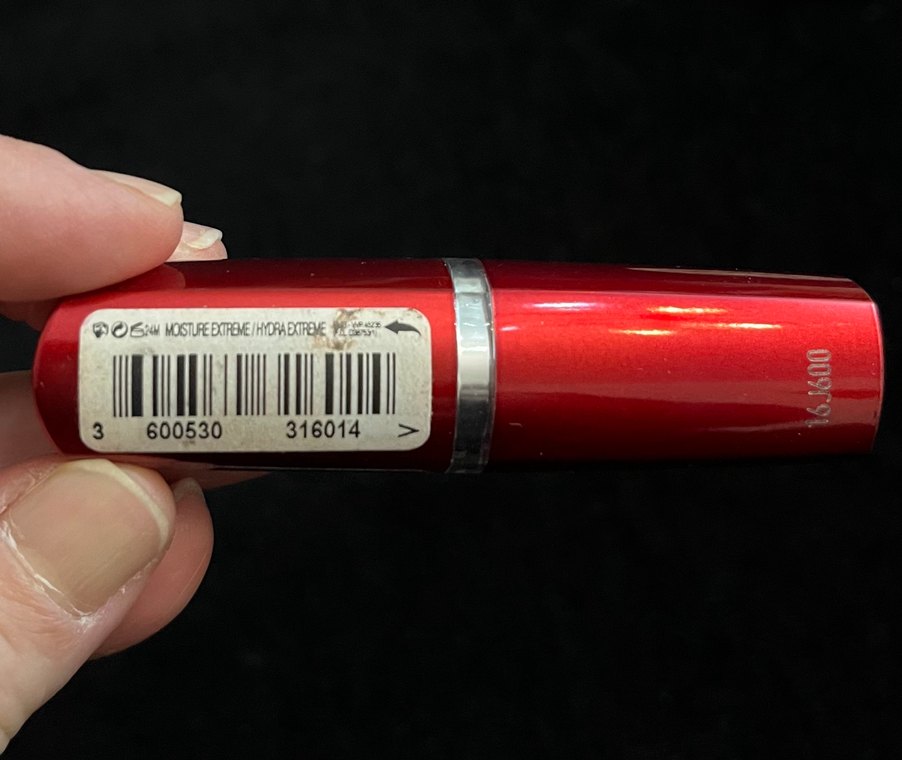 24M MOISTURE EXTREME / HYDRA EXTREME
3 600530 316014 >
16J600